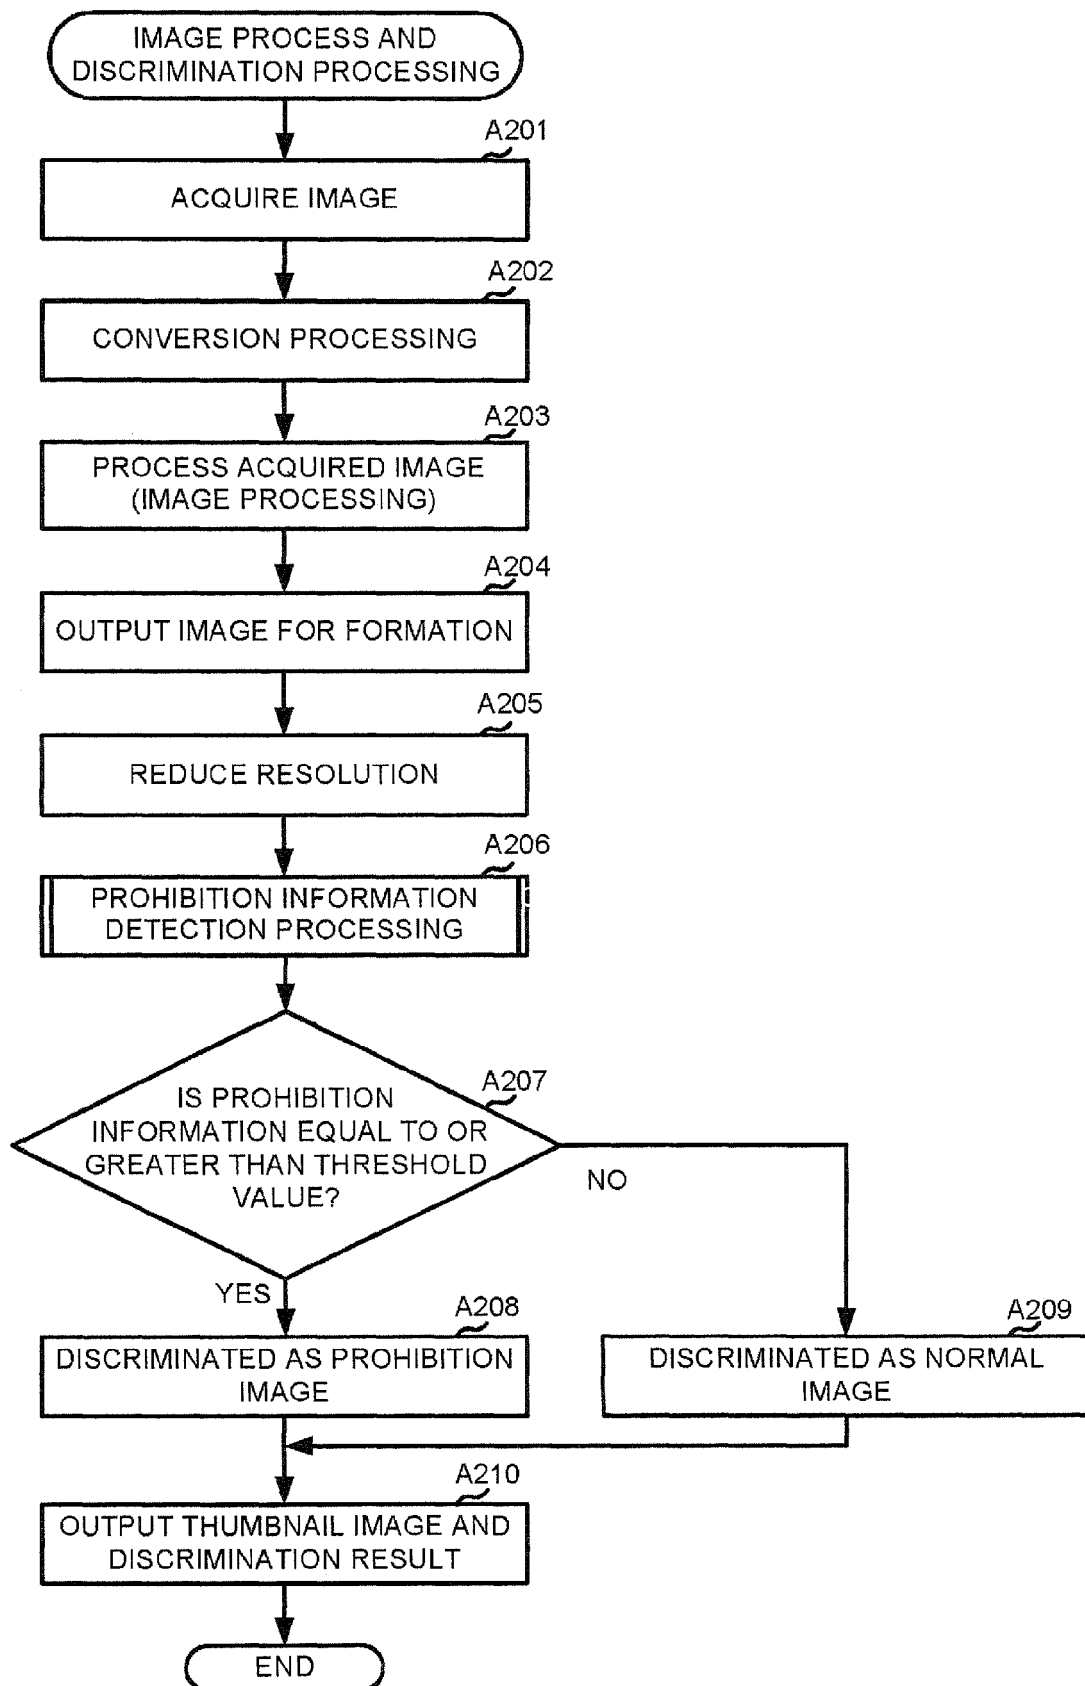 IMAGE PROCESS AND
DISCRIMINATION PROCESSING
A201
ACQUIRE IMAGE
A202
CONVERSION PROCESSING
A203
PROCESS ACQUIRED IMAGE
(IMAGE PROCESSING)
A204
OUTPUT IMAGE FOR FORMATION
A205
REDUCE RESOLUTION
A206
PROHIBITION INFORMATION
DETECTION PROCESSING
A207
IS PROHIBITION
INFORMATION EQUAL TO OR
GREATER THAN THRESHOLD
VALUE?
NO
YES
A208
DISCRIMINATED AS PROHIBITION
IMAGE
A209
DISCRIMINATED AS NORMAL
IMAGE
A210
OUTPUT THUMBNAIL IMAGE AND
DISCRIMINATION RESULT
END